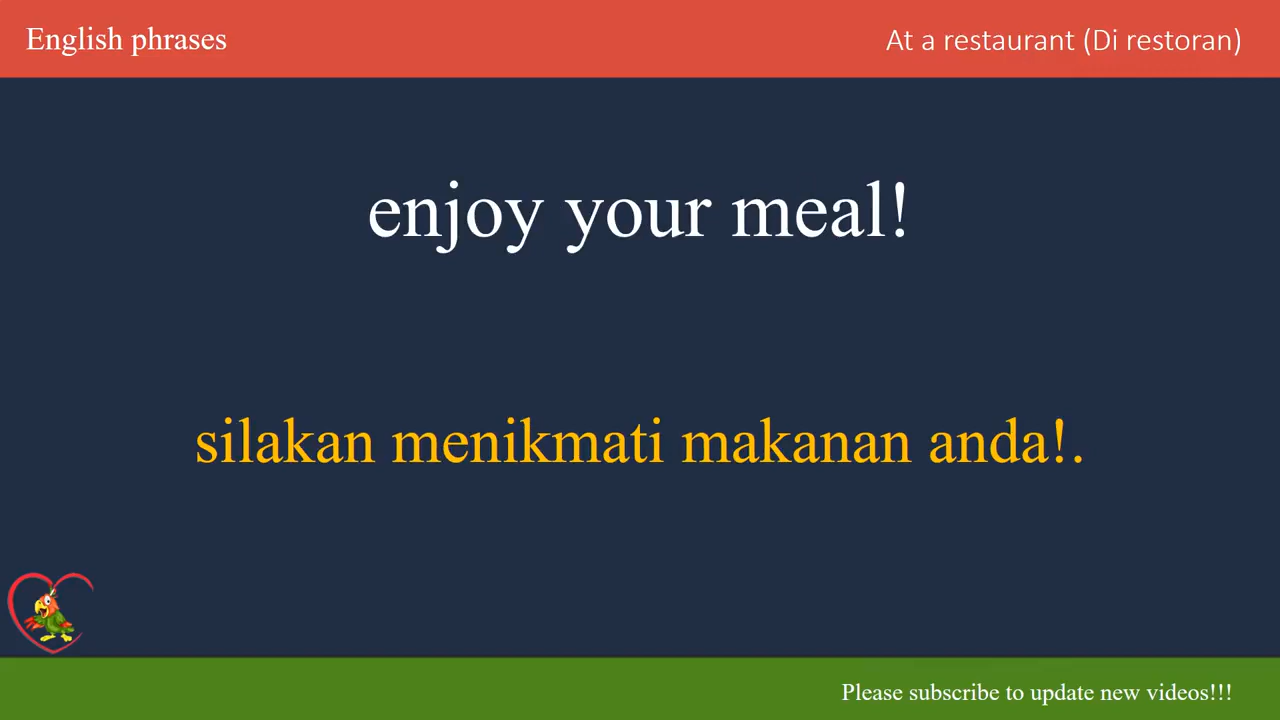 English phrases
At a restaurant (Di restoran)
enjoy your meal!
silakan menikmati makanan anda!.
Please subscribe to update new videos!!!